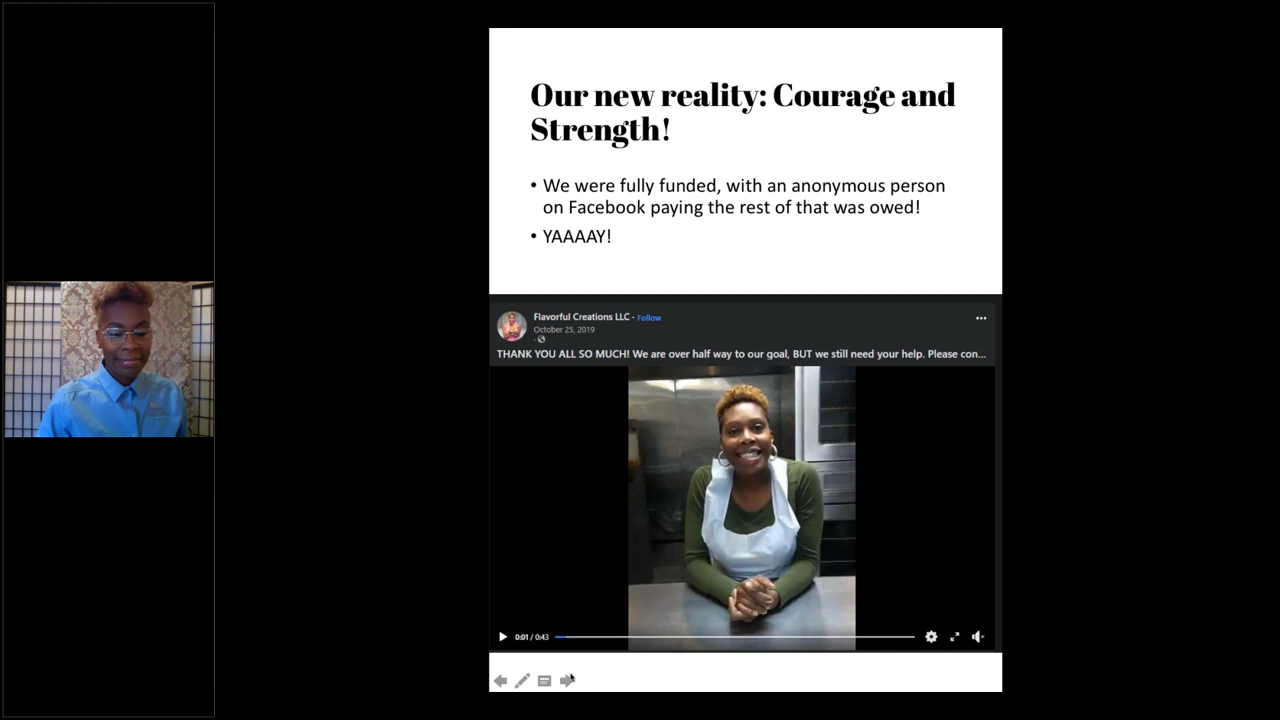 Our new reality: Courage and
Strength!
• We were fully funded, with an anonymous person
on Facebook paying the rest of that was owed!
• YAAAAY!
Flavorful Creations LLC - Follow
October 25, 2019
THANK YOU ALL SO MUCH! We are over half way to our goal, BUT we still need your help. Please con...
0:01 / 0:43